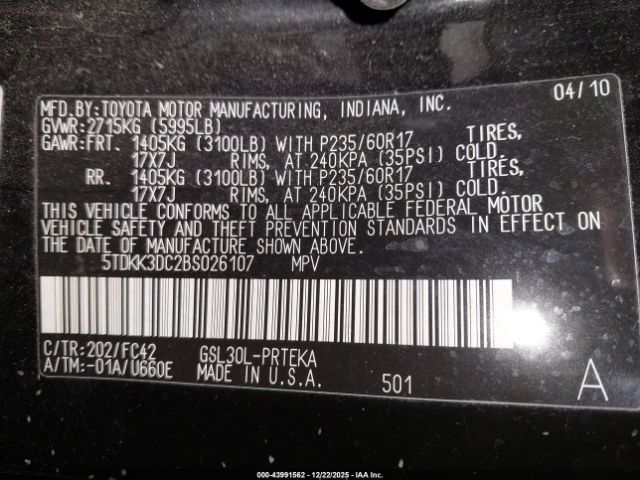 MFD.BY:TOYOTA MOTOR MANUFACTURING, INDIANA, INC. 04/10
GVWR:2715KG (5995LB)
GAWR:FRT. 1405KG (3100LB) WITH P235/60R17 TIRES,
17X7J RIMS, AT 240KPA (35PSI) COLD.
RR. 1405KG (3100LB) WITH P235/60R17 TIRES,
17X7J RIMS, AT 240KPA (35PSI) COLD.
THIS VEHICLE CONFORMS TO ALL APPLICABLE FEDERAL MOTOR
VEHICLE SAFETY AND THEFT PREVENTION STANDARDS IN EFFECT ON
THE DATE OF MANUFACTURE SHOWN ABOVE.
5TDKK3DC2BS026107 MPV
C/TR:202/FC42 GSL30L-PRTEKA
A/TM:-01A/U660E MADE IN U.S.A. 501 A
000-43991562 - 12/22/2025 - IAA Inc.